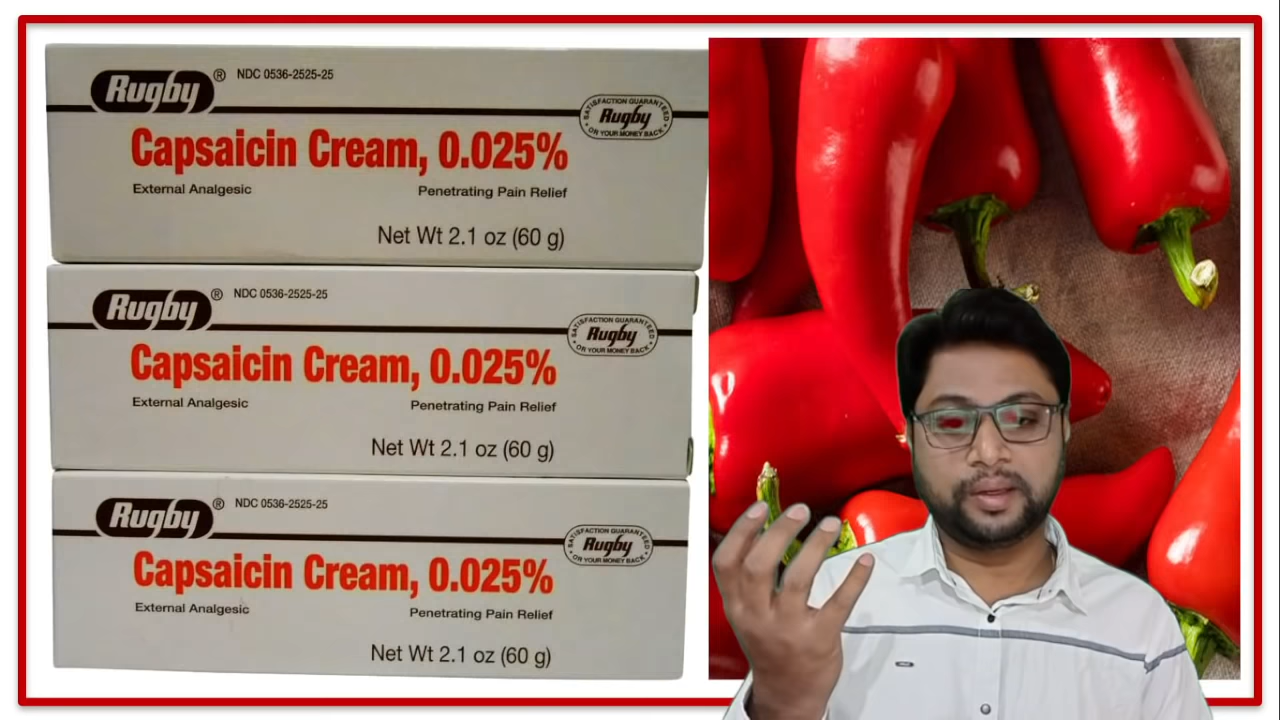 Rugby® NDC 0536-2525-25
SATISFACTION GUARANTEED
Rugby
OR YOUR MONEY BACK
Capsaicin Cream, 0.025%
External Analgesic Penetrating Pain Relief
Net Wt 2.1 oz (60 g)
Rugby® NDC 0536-2525-25
SATISFACTION GUARANTEED
Rugby
OR YOUR MONEY BACK
Capsaicin Cream, 0.025%
External Analgesic Penetrating Pain Relief
Net Wt 2.1 oz (60 g)
Rugby® NDC 0536-2525-25
SATISFACTION GUARANTEED
Rugby
OR YOUR MONEY BACK
Capsaicin Cream, 0.025%
External Analgesic Penetrating Pain Relief
Net Wt 2.1 oz (60 g)